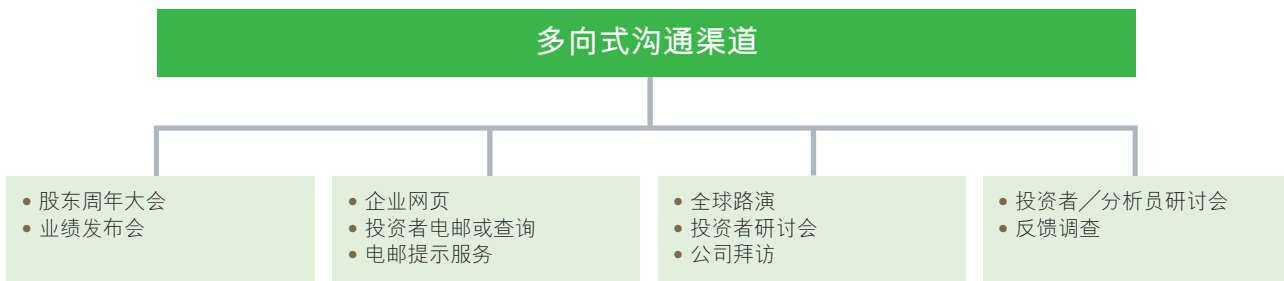 多向式沟通渠道
• 股东周年大会
• 业绩发布会
• 企业网页
• 投资者电邮或查询
• 电邮提示服务
• 全球路演
• 投资者研讨会
• 公司拜访
• 投资者／分析员研讨会
• 反馈调查